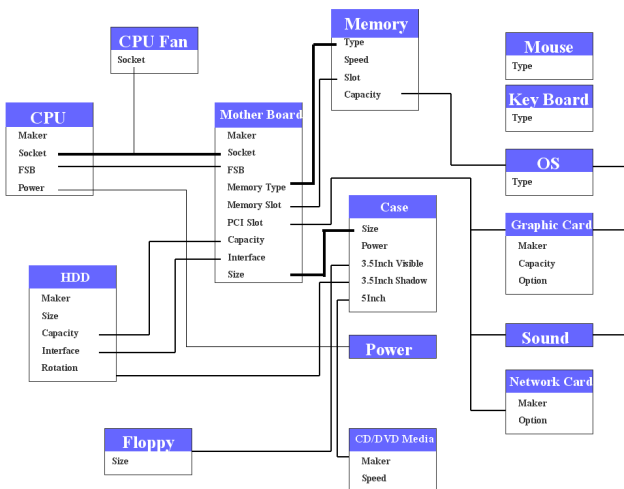 CPU Fan
Socket
Memory
Type
Speed
Slot
Capacity
Mouse
Type
Key Board
Type
CPU
Maker
Socket
FSB
Power
Mother Board
Maker
Socket
FSB
Memory Type
Memory Slot
PCI Slot
Capacity
Interface
Size
OS
Type
Case
Size
Power
3.5Inch Visible
3.5Inch Shadow
5Inch
Graphic Card
Maker
Capacity
Option
HDD
Maker
Size
Capacity
Interface
Rotation
Power
Sound
Network Card
Maker
Option
Floppy
Size
CD/DVD Media
Maker
Speed